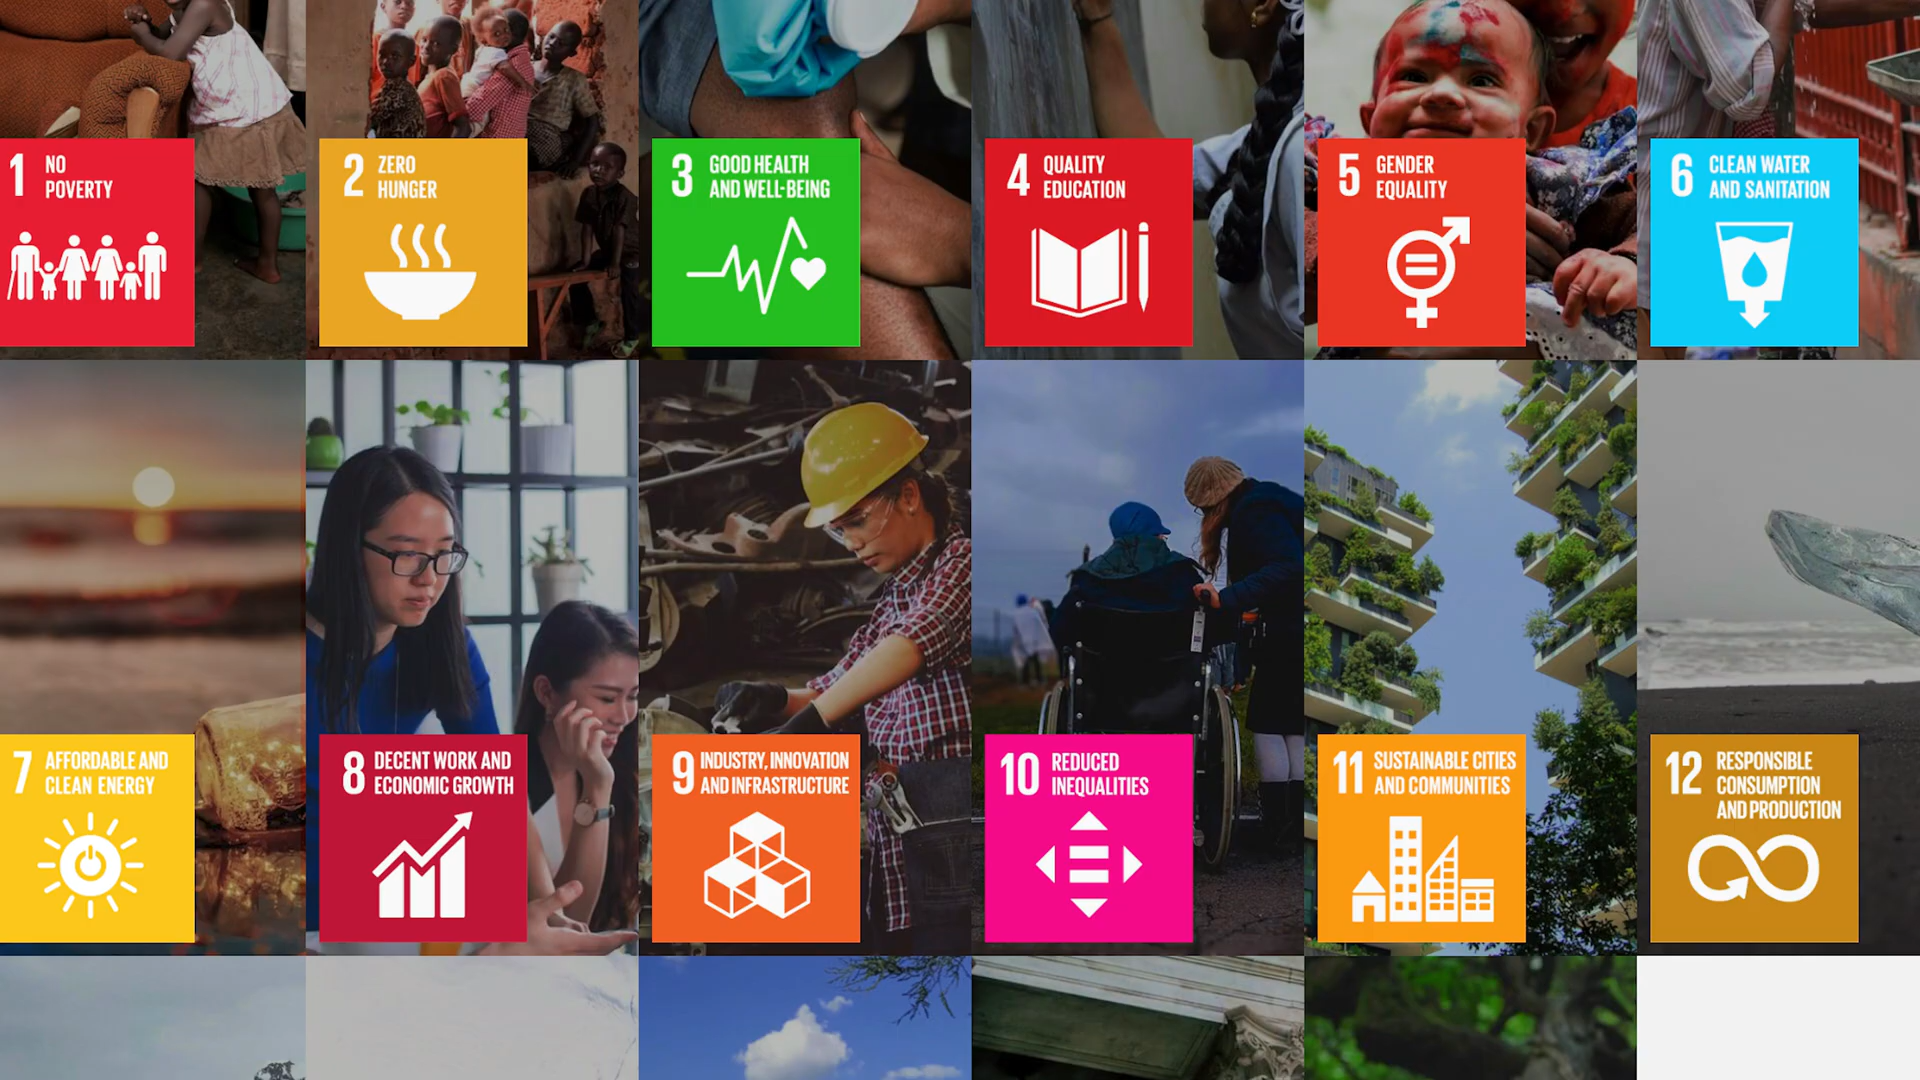 1 NO
POVERTY
2 ZERO
HUNGER
3 GOOD HEALTH
AND WELL-BEING
4 QUALITY
EDUCATION
5 GENDER
EQUALITY
6 CLEAN WATER
AND SANITATION
7 AFFORDABLE AND
CLEAN ENERGY
8 DECENT WORK AND
ECONOMIC GROWTH
9 INDUSTRY, INNOVATION
AND INFRASTRUCTURE
10 REDUCED
INEQUALITIES
11 SUSTAINABLE CITIES
AND COMMUNITIES
12 RESPONSIBLE
CONSUMPTION
AND PRODUCTION